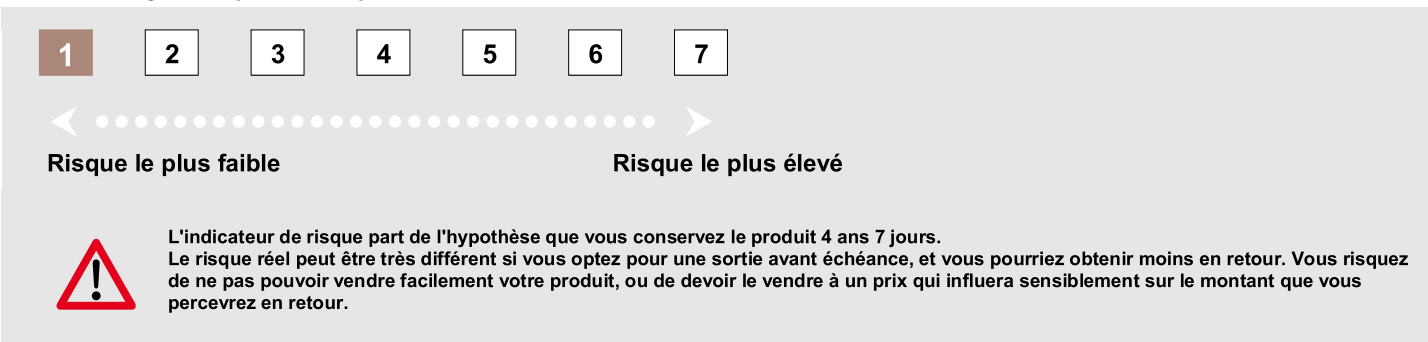 1 2 3 4 5 6 7
Risque le plus faible Risque le plus élevé
L'indicateur de risque part de l'hypothèse que vous conservez le produit 4 ans 7 jours.
Le risque réel peut être très différent si vous optez pour une sortie avant échéance, et vous pourriez obtenir moins en retour. Vous risquez
de ne pas pouvoir vendre facilement votre produit, ou de devoir le vendre à un prix qui influera sensiblement sur le montant que vous
percevrez en retour.